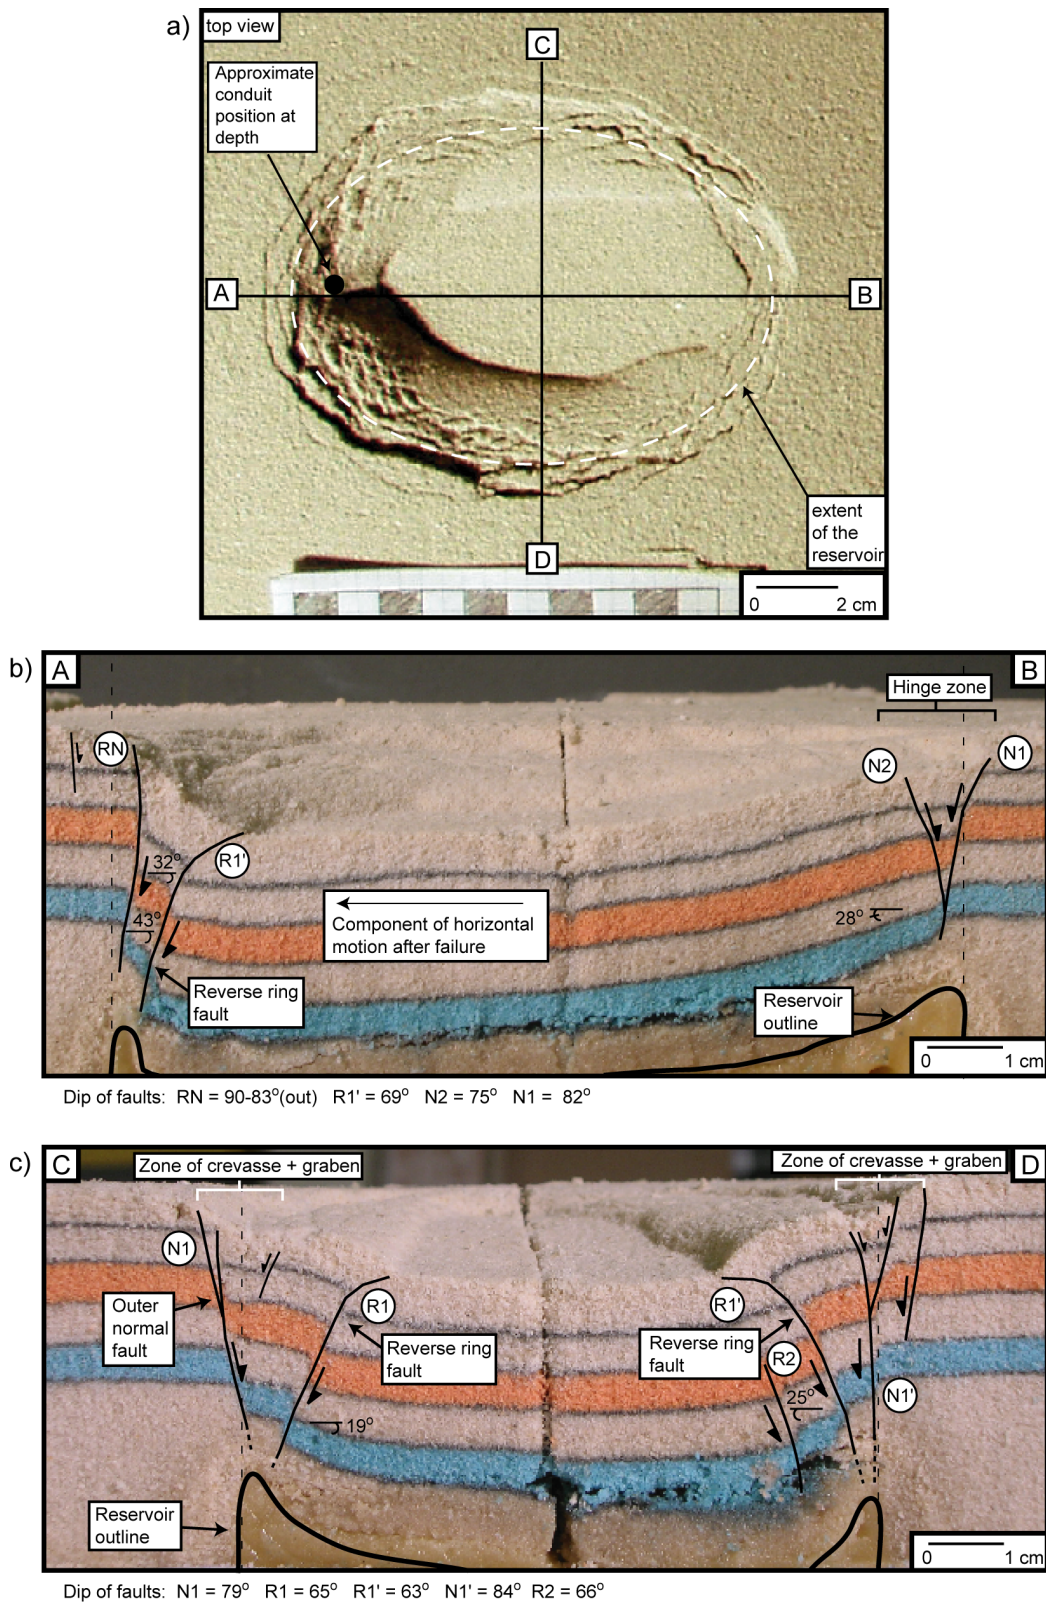 a)
top view
C
Approximate
conduit
position at
depth
A
B
extent
of the
reservoir
D
0 2 cm
b)
A
B
Hinge zone
RN
N2
N1
32°
R1'
43°
Component of horizontal
motion after failure
28°
Reverse ring
fault
Reservoir
outline
0 1 cm
Dip of faults: RN = 90-83°(out) R1' = 69° N2 = 75° N1 = 82°
c)
C
D
Zone of crevasse + graben
Zone of crevasse + graben
N1
R1
R1'
Outer
normal
fault
Reverse ring
fault
Reverse ring
fault
R2
25°
N1'
19°
Reservoir
outline
0 1 cm
Dip of faults: N1 = 79° R1 = 65° R1' = 63° N1' = 84° R2 = 66°